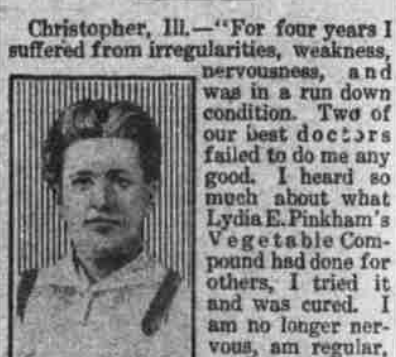 Christopher, Ill.—"For four years I
suffered from irregularities, weakness,
nervousness, and
was in a run down
condition. Two of
our best doctors
failed to do me any
good. I heard so
much about what
Lydia E. Pinkham's
Vegetable Com-
pound had done for
others, I tried it
and was cured. I
am no longer ner-
vous, am regular,